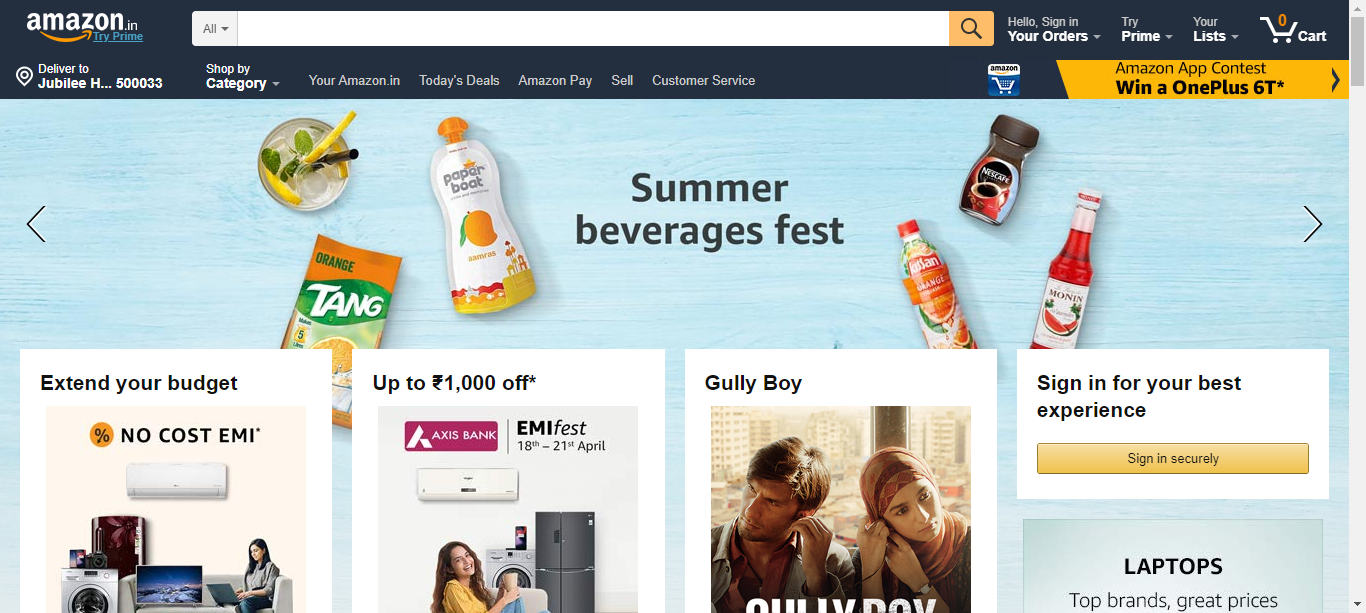 amazon.in
Try Prime
All
Hello, Sign in
Your Orders
Try
Prime
Your
Lists
0
Cart
Deliver to
Jubilee H... 500033
Shop by
Category
Your Amazon.in
Today's Deals
Amazon Pay
Sell
Customer Service
amazon
Amazon App Contest
Win a OnePlus 6T*
Summer
beverages fest
paper
boat
aamras
NESCAFÉ
ORANGE
TANG
Makes
5
Litres
ORANGE
MONIN
Extend your budget
% NO COST EMI*
Up to ₹1,000 off*
AXIS BANK
EMIfest
18th – 21st April
Gully Boy
GULLY BOY
Sign in for your best
experience
Sign in securely
LAPTOPS
Top brands, great prices